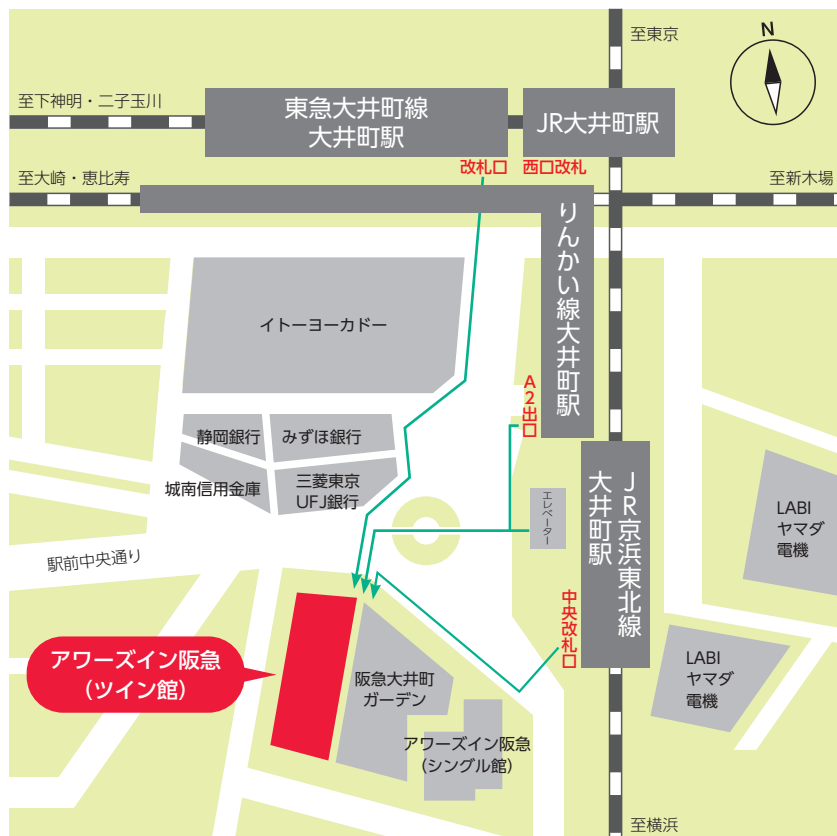 至東京
N
至下神明・二子玉川
東急大井町線
大井町駅
JR大井町駅
改札口
西口改札
至大崎・恵比寿
至新木場
りんかい線大井町駅
イトーヨーカドー
A2出口
静岡銀行
みずほ銀行
城南信用金庫
三菱東京
UFJ銀行
エレベーター
JR京浜東北線
大井町駅
LABI
ヤマダ
電機
駅前中央通り
中央改札口
アワーズイン阪急
（ツイン館）
阪急大井町
ガーデン
LABI
ヤマダ
電機
アワーズイン阪急
（シングル館）
至横浜